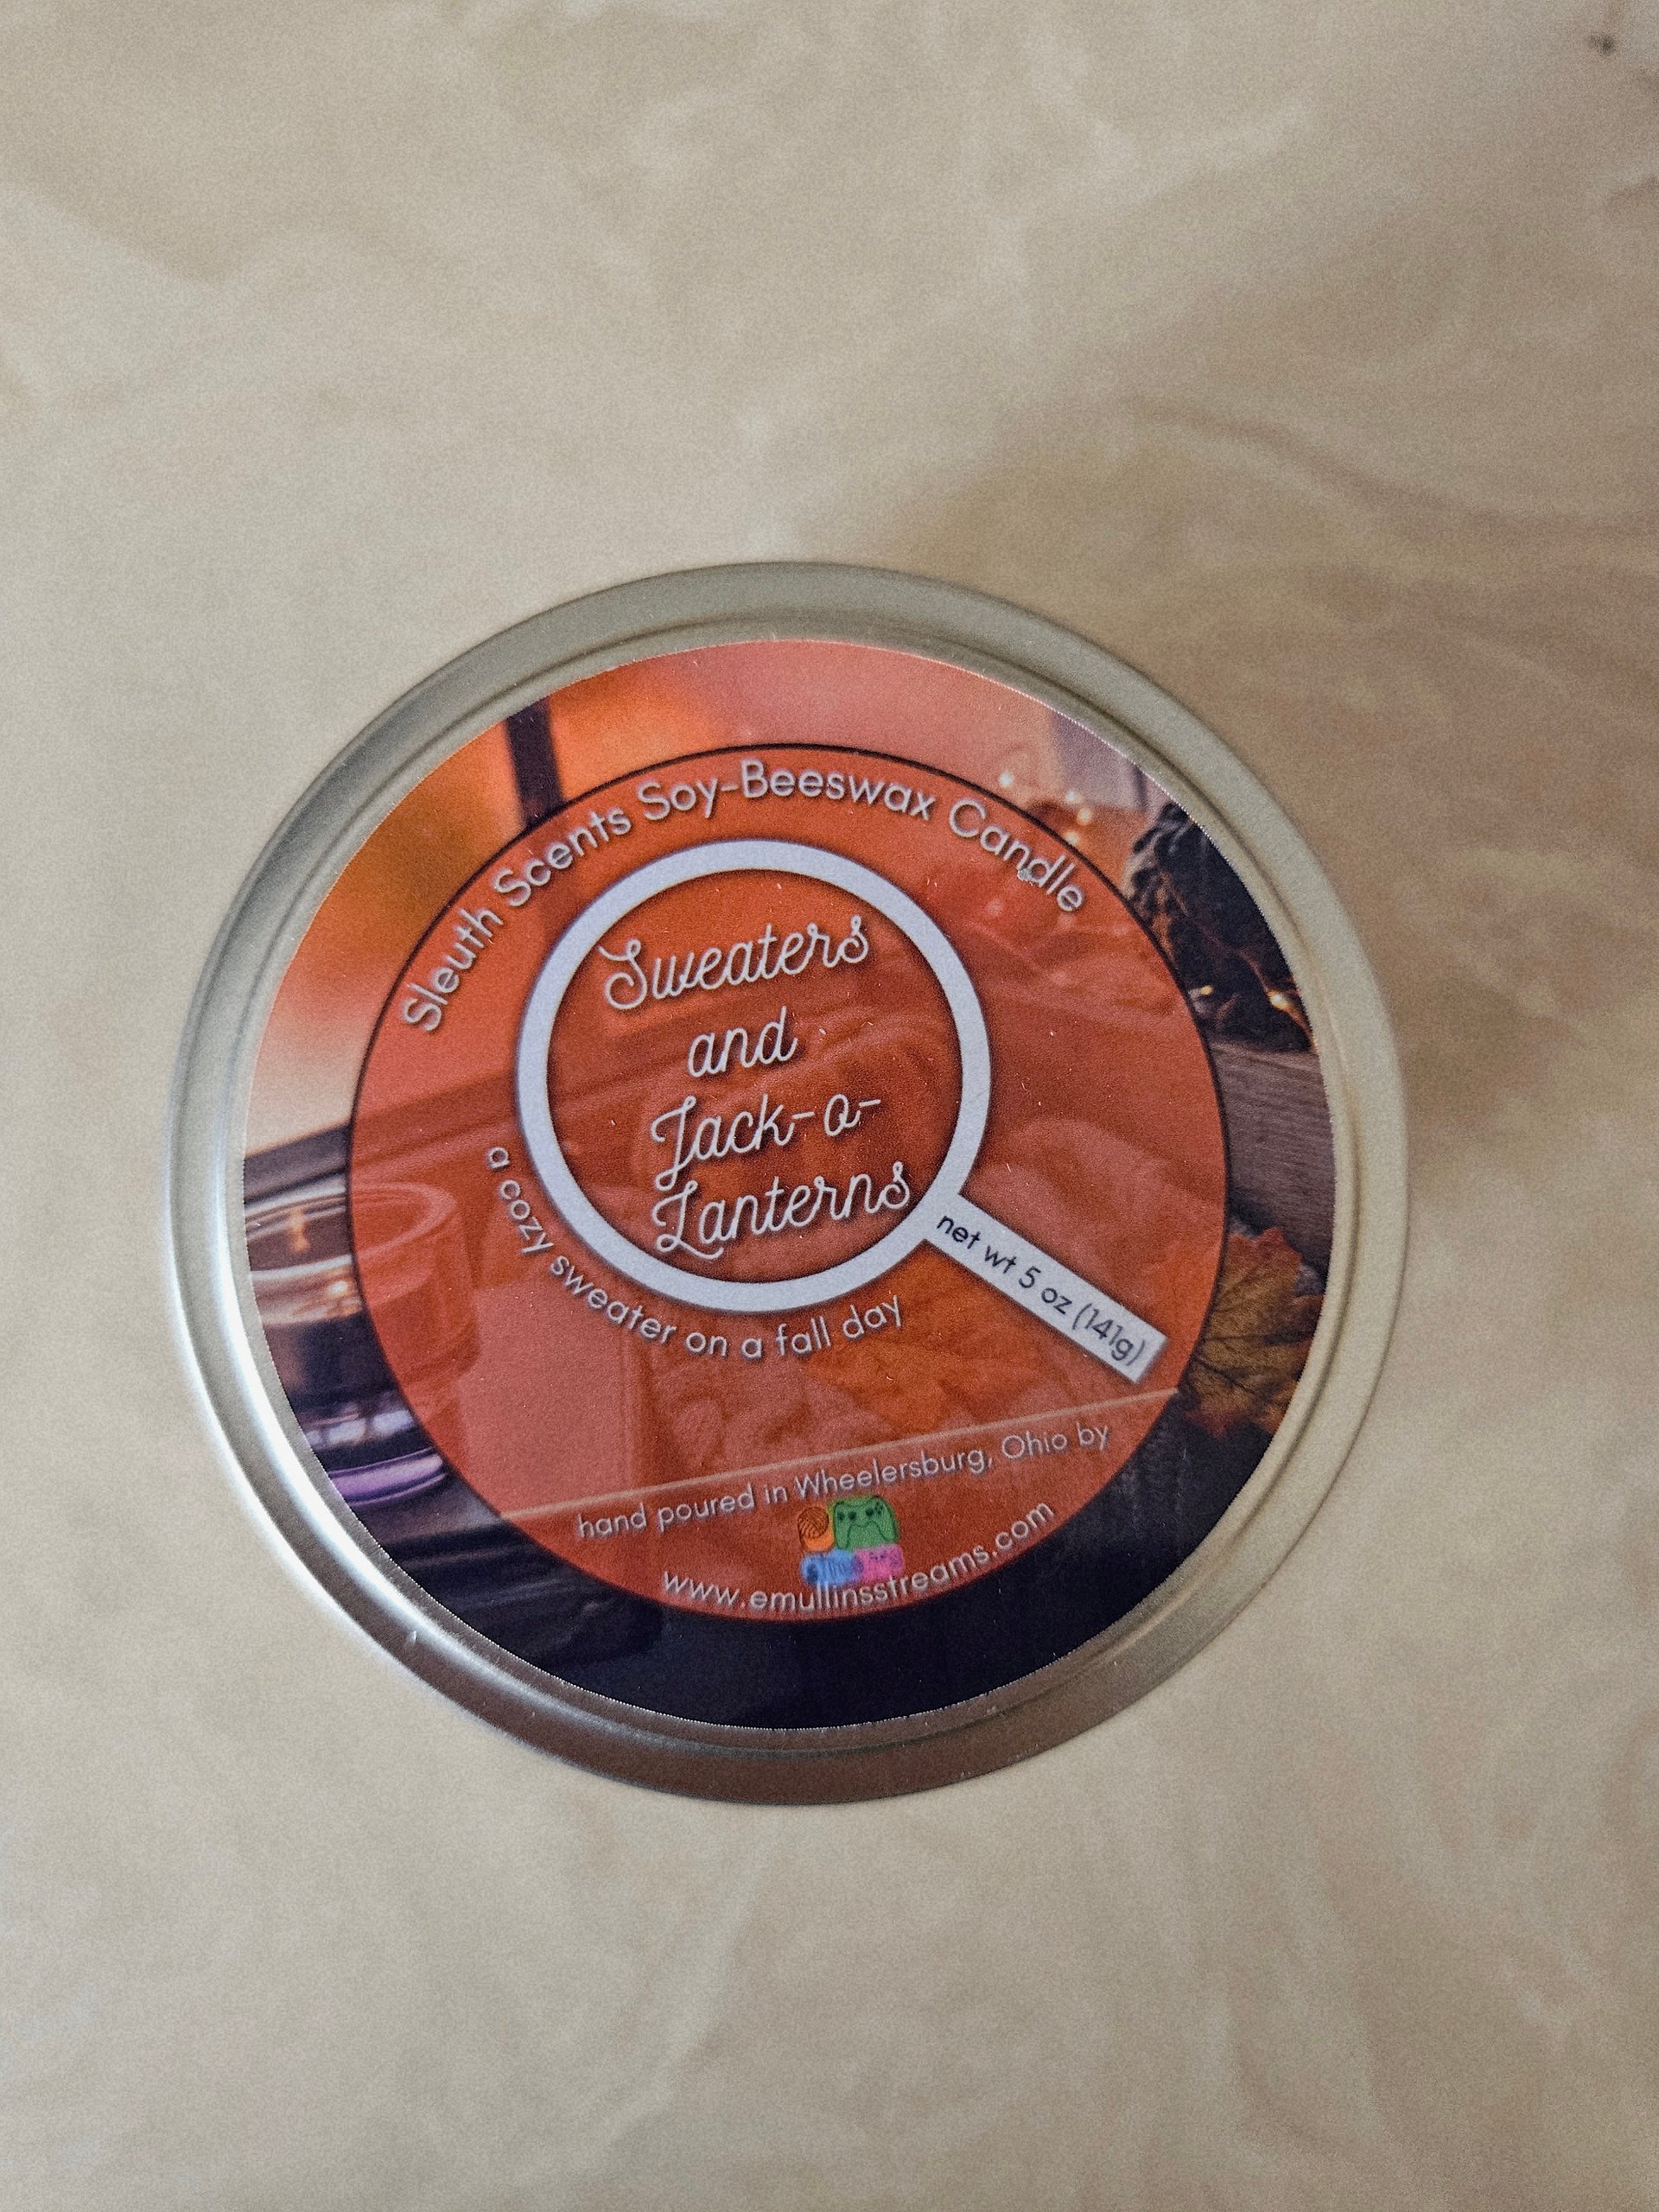 Sleuth Scents Soy-Beeswax Candle
Sweaters
and
Jack-o-
Lanterns
net wt 5 oz (141g)
a cozy sweater on a fall day
hand poured in Wheelersburg, Ohio by
www.emullinsstreams.com